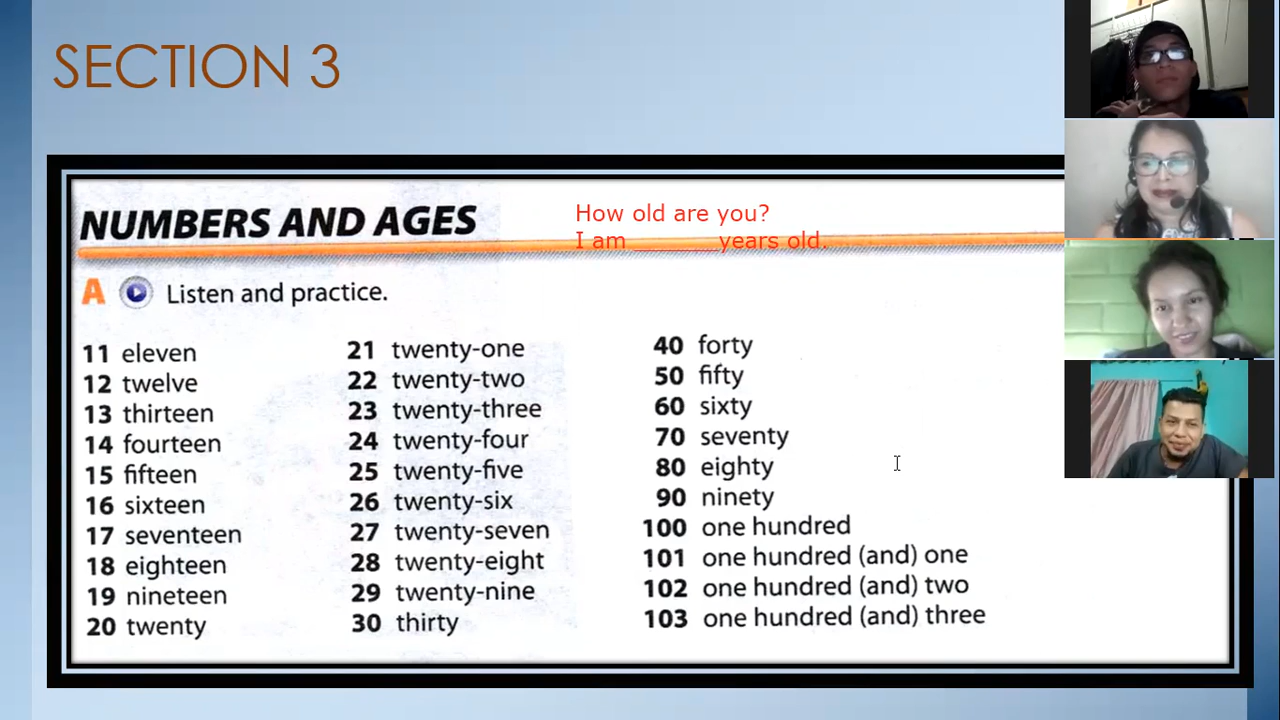 SECTION 3
NUMBERS AND AGES
How old are you?
I am _______ years old.
A Listen and practice.
11 eleven
12 twelve
13 thirteen
14 fourteen
15 fifteen
16 sixteen
17 seventeen
18 eighteen
19 nineteen
20 twenty
21 twenty-one
22 twenty-two
23 twenty-three
24 twenty-four
25 twenty-five
26 twenty-six
27 twenty-seven
28 twenty-eight
29 twenty-nine
30 thirty
40 forty
50 fifty
60 sixty
70 seventy
80 eighty
90 ninety
100 one hundred
101 one hundred (and) one
102 one hundred (and) two
103 one hundred (and) three